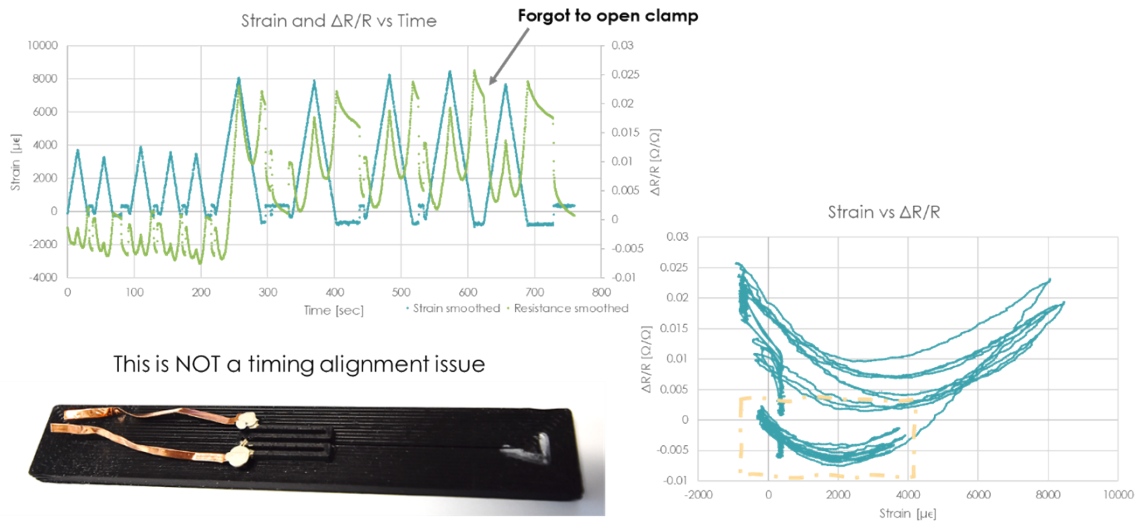 Forgot to open clamp
Strain and ΔR/R vs Time
10000
8000
6000
4000
2000
0
-2000
-4000
Strain [µє]
0.03
0.025
0.02
0.015
0.01
0.005
0
-0.005
-0.01
ΔR/R [Ω/Ω]
0 100 200 300 400 500 600 700 800
Time [sec]
Strain smoothed Resistance smoothed
This is NOT a timing alignment issue
Strain vs ΔR/R
0.03
0.025
0.02
0.015
0.01
0.005
0
-0.005
-0.01
ΔR/R [Ω/Ω]
-2000 0 2000 4000 6000 8000 10000
Strain [µє]